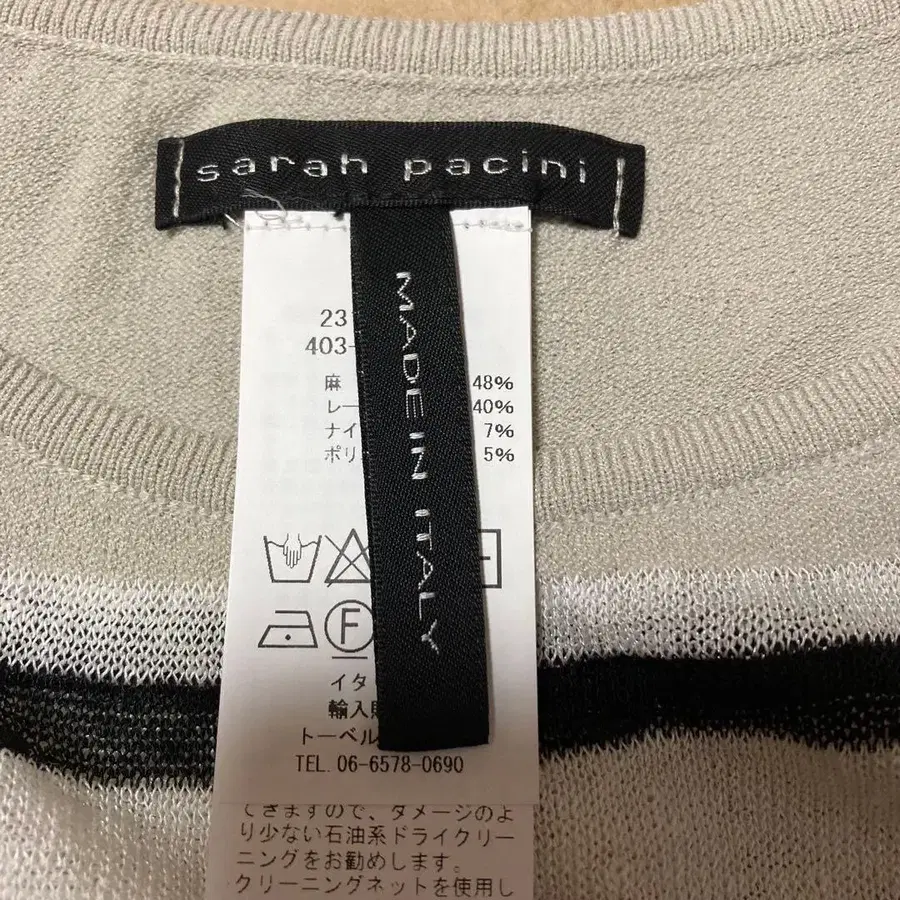 sarah pacini
MADE IN ITALY
23
403-
麻 48%
レー 40%
ナイ 7%
ポリ 5%
F
イタ
輸入
トーベル
TEL. 06-6578-0690
できますので、ダメージのよ
り少ない石油系ドライクリー
ニングをお勧めします。
クリーニングネットを使用し